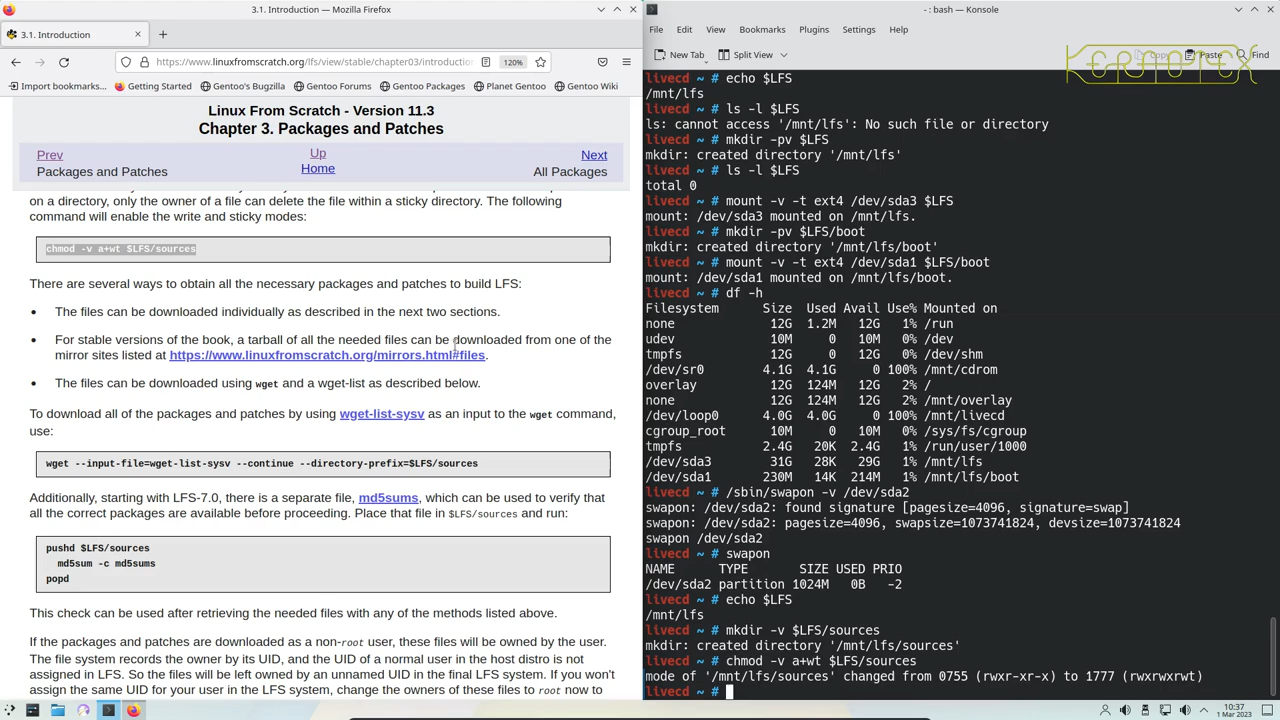 3.1. Introduction — Mozilla Firefox
3.1. Introduction
https://www.linuxfromscratch.org/lfs/view/stable/chapter03/introduction
120%
Import bookmarks...
Getting Started
Gentoo's Bugzilla
Gentoo Forums
Gentoo Packages
Planet Gentoo
Gentoo Wiki
Linux From Scratch - Version 11.3
Chapter 3. Packages and Patches
Prev
Up
Next
Packages and Patches
Home
All Packages
on a directory, only the owner of a file can delete the file within a sticky directory. The following
command will enable the write and sticky modes:
chmod -v a+wt $LFS/sources
There are several ways to obtain all the necessary packages and patches to build LFS:
• The files can be downloaded individually as described in the next two sections.
• For stable versions of the book, a tarball of all the needed files can be downloaded from one of the
mirror sites listed at https://www.linuxfromscratch.org/mirrors.html#files.
• The files can be downloaded using wget and a wget-list as described below.
To download all of the packages and patches by using wget-list-sysv as an input to the wget command,
use:
wget --input-file=wget-list-sysv --continue --directory-prefix=$LFS/sources
Additionally, starting with LFS-7.0, there is a separate file, md5sums, which can be used to verify that
all the correct packages are available before proceeding. Place that file in $LFS/sources and run:
pushd $LFS/sources
  md5sum -c md5sums
popd
This check can be used after retrieving the needed files with any of the methods listed above.
If the packages and patches are downloaded as a non-root user, these files will be owned by the user.
The file system records the owner by its UID, and the UID of a normal user in the host distro is not
assigned in LFS. So the files will be left owned by an unnamed UID in the final LFS system. If you won't
assign the same UID for your user in the LFS system, change the owners of these files to root now to
- : bash — Konsole
File Edit View Bookmarks Plugins Settings Help
New Tab Split View Copy Paste Find
KERNOTEX
livecd ~ # echo $LFS
/mnt/lfs
livecd ~ # ls -l $LFS
ls: cannot access '/mnt/lfs': No such file or directory
livecd ~ # mkdir -pv $LFS
mkdir: created directory '/mnt/lfs'
livecd ~ # ls -l $LFS
total 0
livecd ~ # mount -v -t ext4 /dev/sda3 $LFS
mount: /dev/sda3 mounted on /mnt/lfs.
livecd ~ # mkdir -pv $LFS/boot
mkdir: created directory '/mnt/lfs/boot'
livecd ~ # mount -v -t ext4 /dev/sda1 $LFS/boot
mount: /dev/sda1 mounted on /mnt/lfs/boot.
livecd ~ # df -h
Filesystem Size Used Avail Use% Mounted on
none 12G 1.2M 12G 1% /run
udev 10M 0 10M 0% /dev
tmpfs 12G 0 12G 0% /dev/shm
/dev/sr0 4.1G 4.1G 0 100% /mnt/cdrom
overlay 12G 124M 12G 2% /
none 12G 124M 12G 2% /mnt/overlay
/dev/loop0 4.0G 4.0G 0 100% /mnt/livecd
cgroup_root 10M 0 10M 0% /sys/fs/cgroup
tmpfs 2.4G 20K 2.4G 1% /run/user/1000
/dev/sda3 31G 28K 29G 1% /mnt/lfs
/dev/sda1 230M 14K 214M 1% /mnt/lfs/boot
livecd ~ # /sbin/swapon -v /dev/sda2
swapon: /dev/sda2: found signature [pagesize=4096, signature=swap]
swapon: /dev/sda2: pagesize=4096, swapsize=1073741824, devsize=1073741824
swapon /dev/sda2
livecd ~ # swapon
NAME TYPE SIZE USED PRIO
/dev/sda2 partition 1024M 0B -2
livecd ~ # echo $LFS
/mnt/lfs
livecd ~ # mkdir -v $LFS/sources
mkdir: created directory '/mnt/lfs/sources'
livecd ~ # chmod -v a+wt $LFS/sources
mode of '/mnt/lfs/sources' changed from 0755 (rwxr-xr-x) to 1777 (rwxrwxrwt)
livecd ~ #
10:37
1 Mar 2023